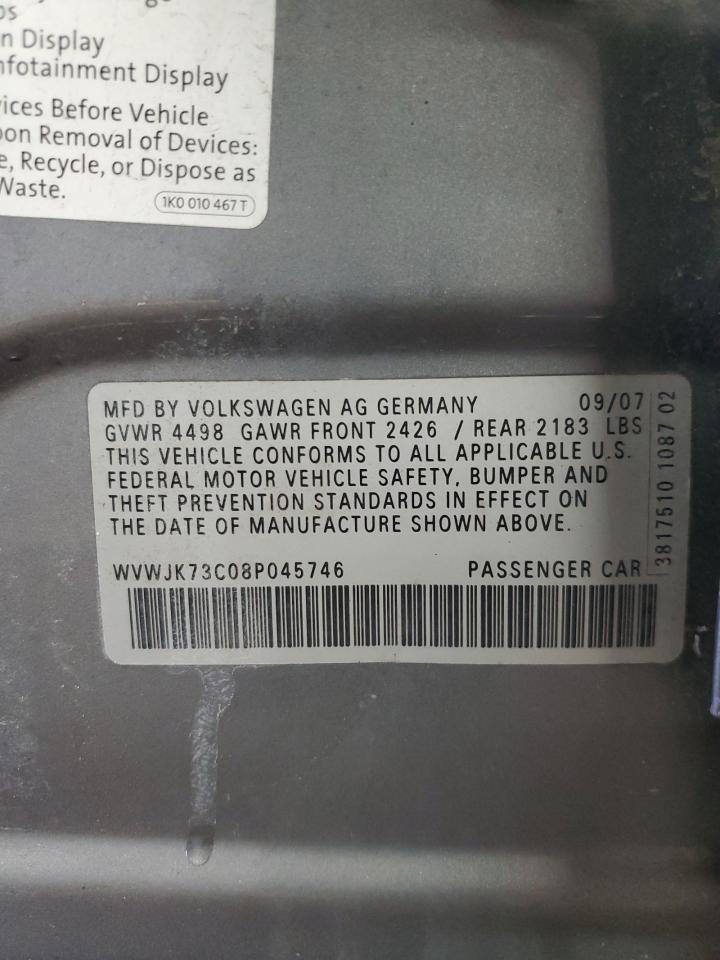 n Display
nfotainment Display
ices Before Vehicle
on Removal of Devices:
e, Recycle, or Dispose as
Waste.
1K0 010 467 T
MFD BY VOLKSWAGEN AG GERMANY 09/07
GVWR 4498 GAWR FRONT 2426 / REAR 2183 LBS
THIS VEHICLE CONFORMS TO ALL APPLICABLE U.S.
FEDERAL MOTOR VEHICLE SAFETY, BUMPER AND
THEFT PREVENTION STANDARDS IN EFFECT ON
THE DATE OF MANUFACTURE SHOWN ABOVE.
WVWJK73C08P045746 PASSENGER CAR
3817510 1087 02